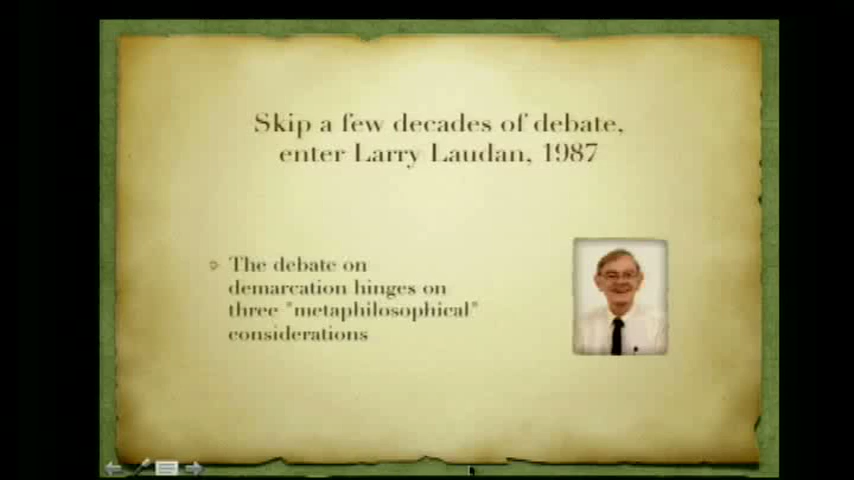 Skip a few decades of debate,
enter Larry Laudan, 1987
The debate on
demarcation hinges on
three "metaphilosophical"
considerations